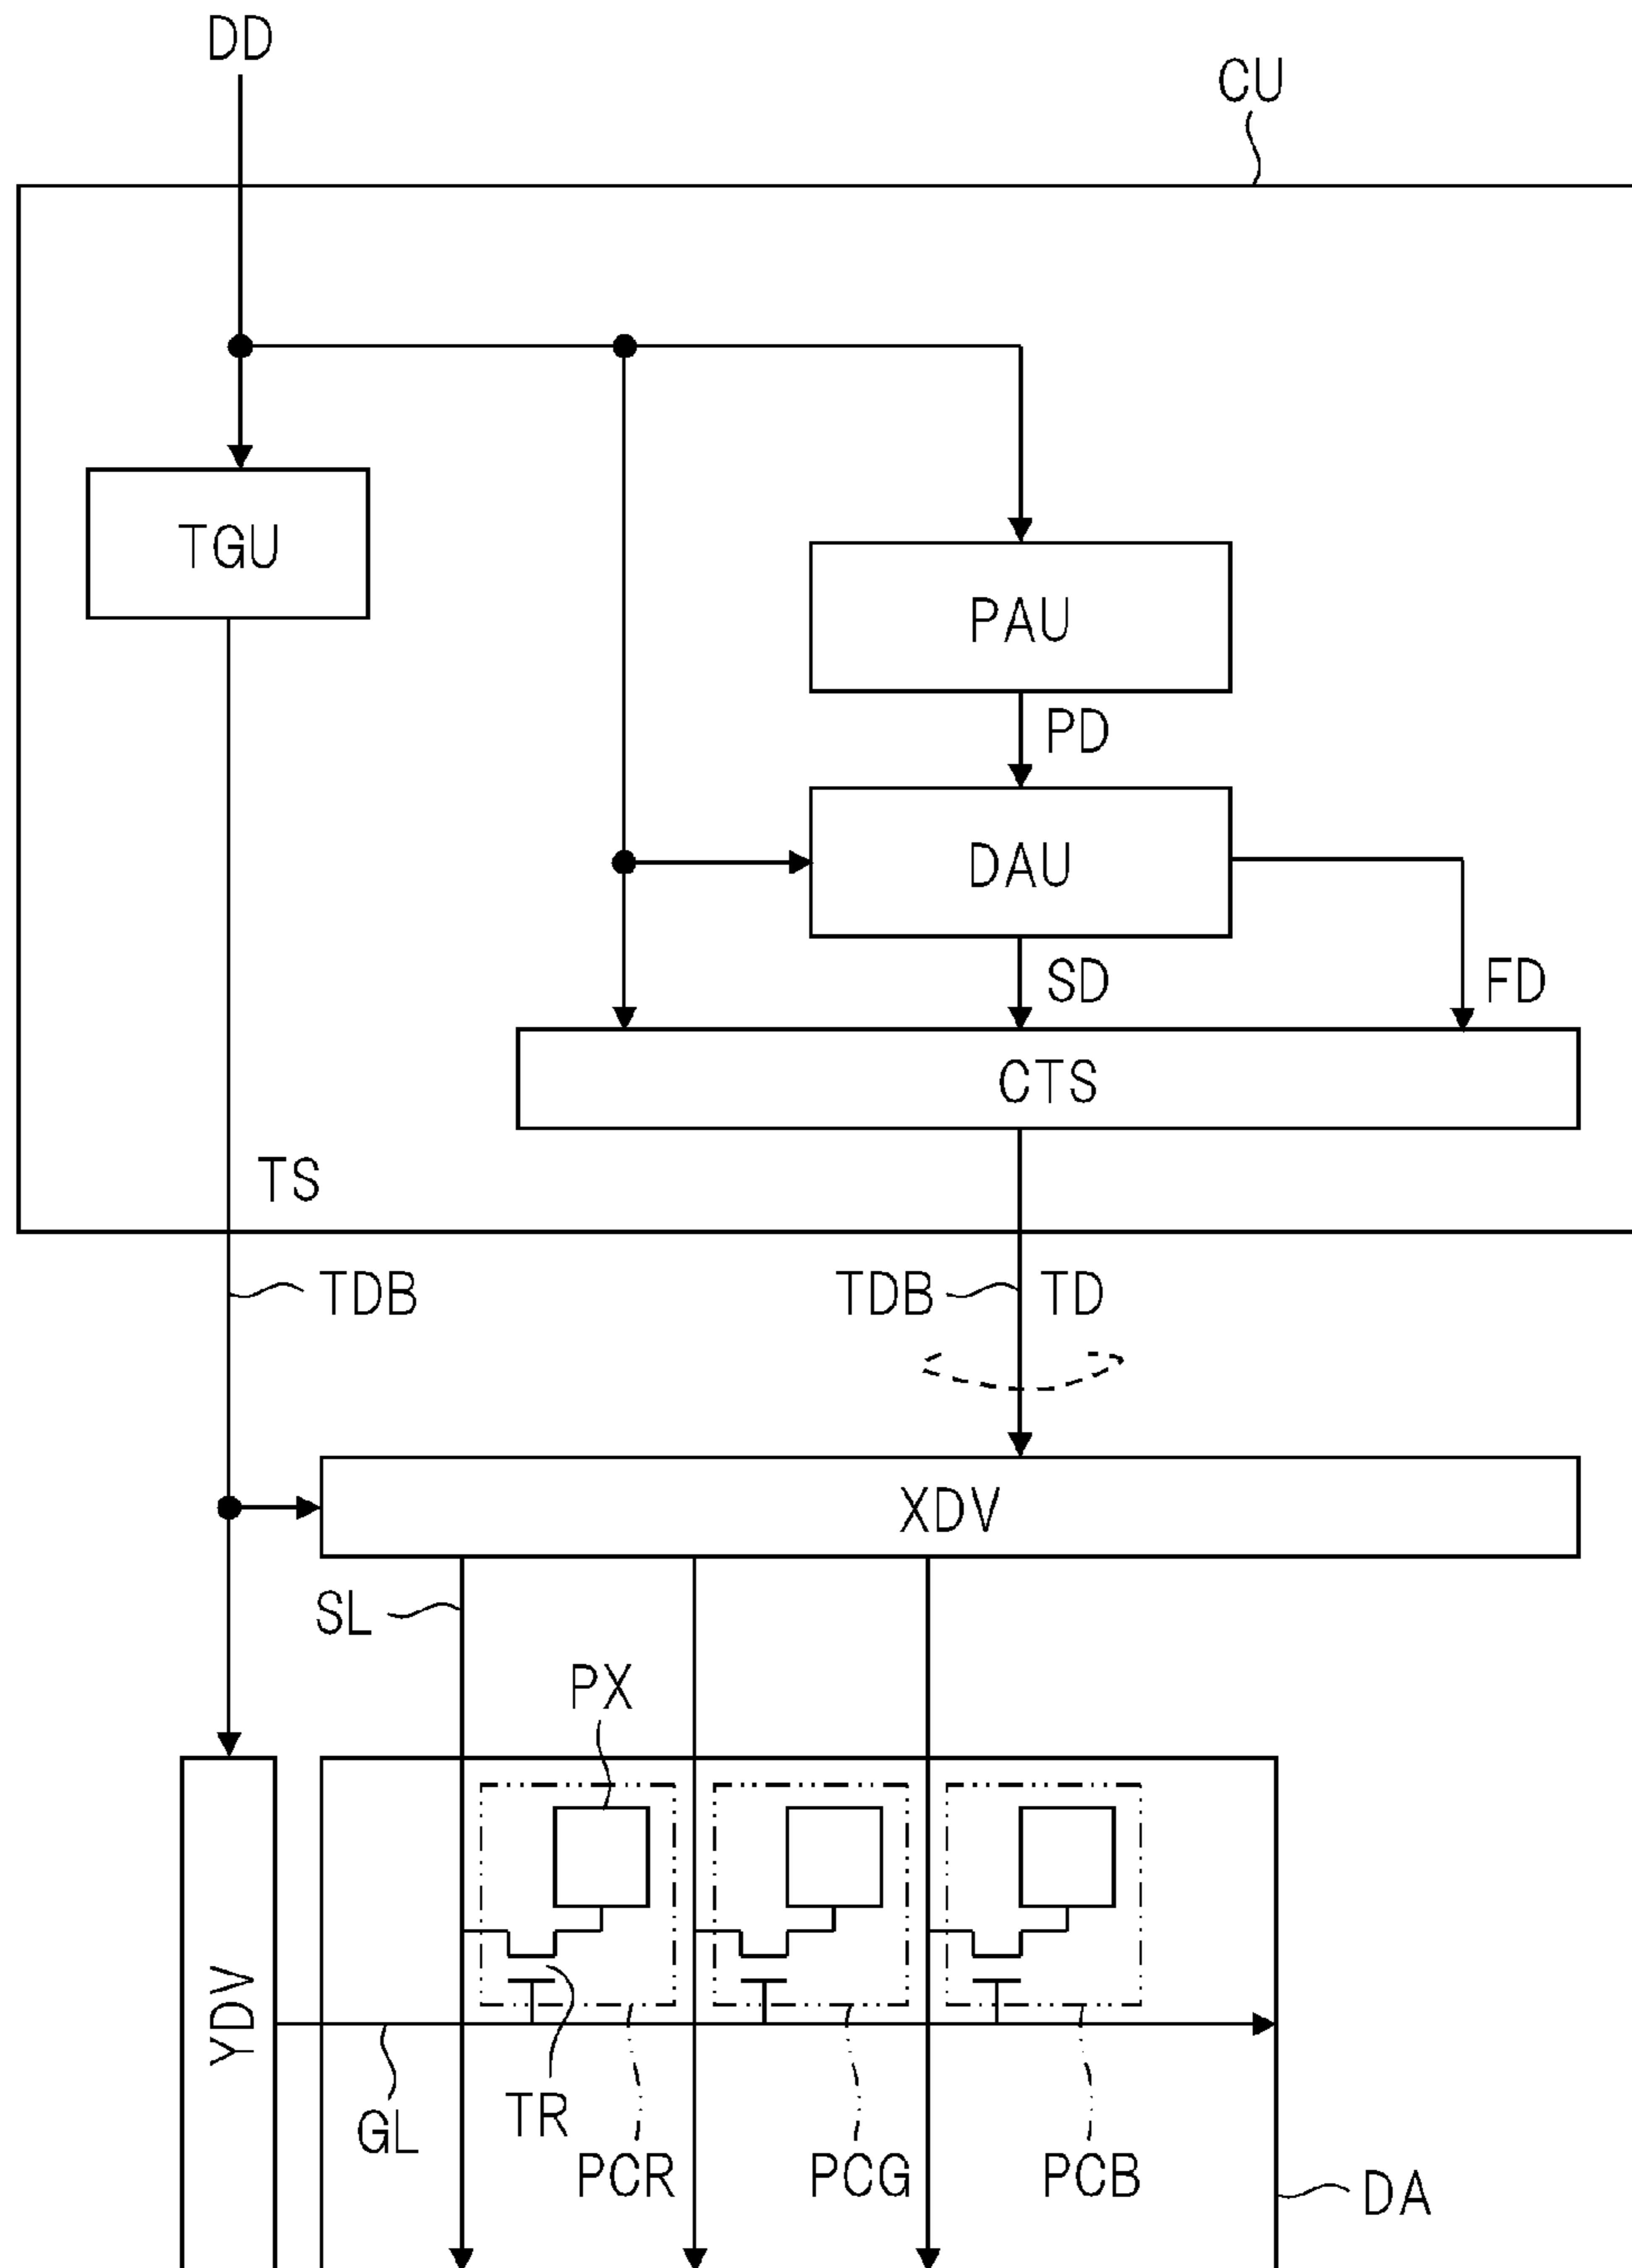 DD
CU
TGU
PAU
PD
DAU
SD
FD
CTS
TS
TDB
TDB
TD
XDV
SL
PX
YDV
GL
TR
PCR
PCG
PCB
DA